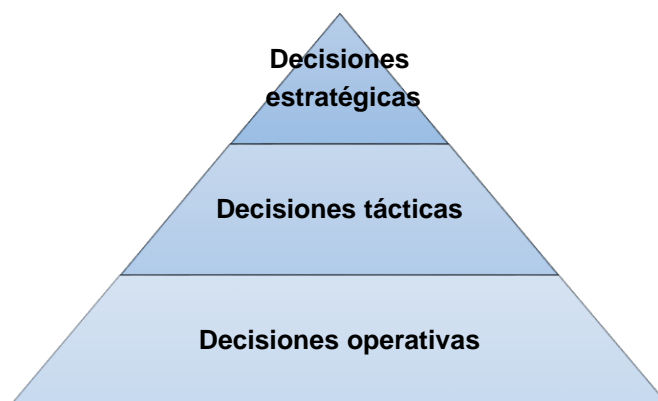 Decisiones
estratégicas
Decisiones tácticas
Decisiones operativas